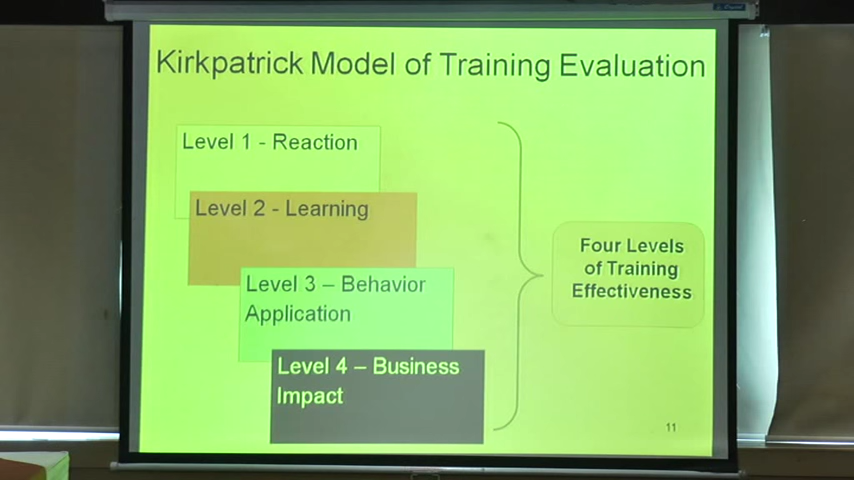 Kirkpatrick Model of Training Evaluation
Level 1 - Reaction
Level 2 - Learning
Level 3 – Behavior
Application
Level 4 – Business
Impact
Four Levels
of Training
Effectiveness
11